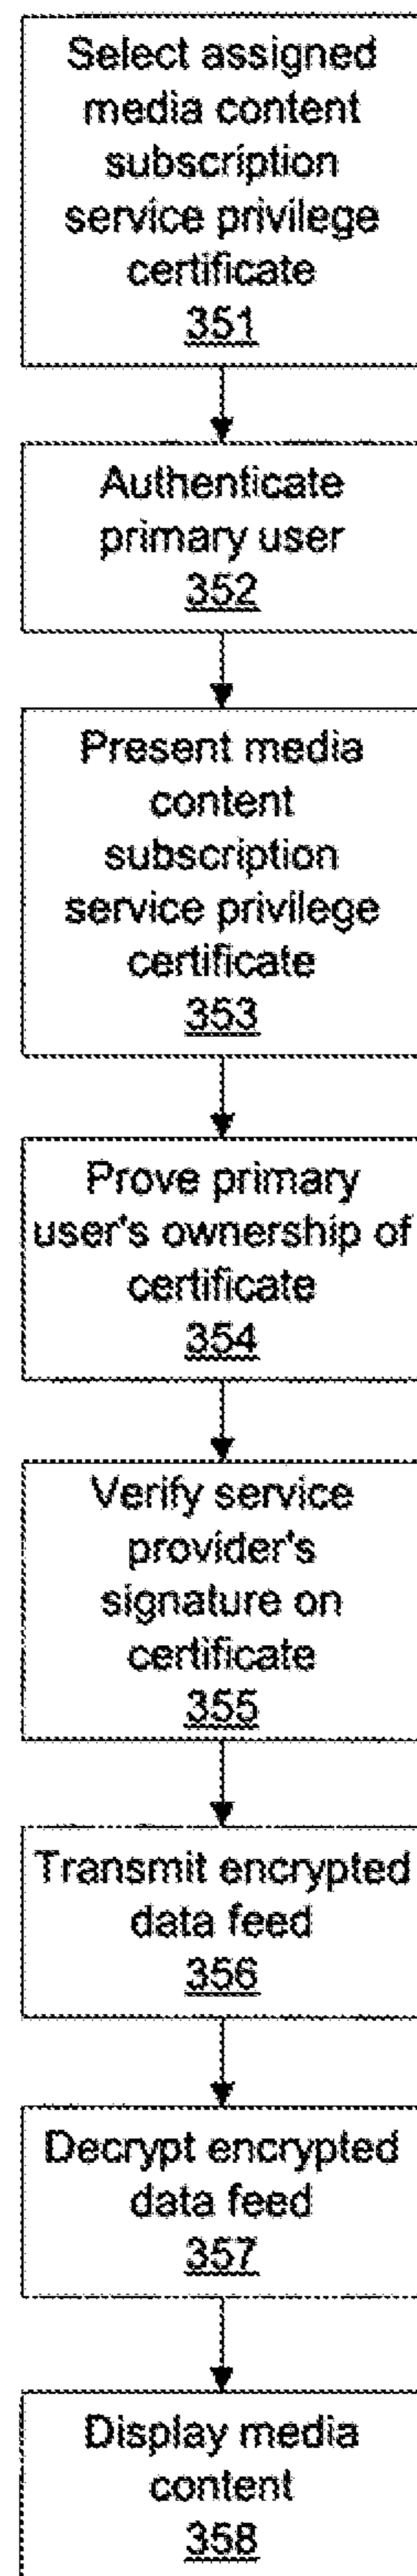 Select assigned
media content
subscription
service privilege
certificate
351
Authenticate
primary user
352
Present media
content
subscription
service privilege
certificate
353
Prove primary
user's ownership of
certificate
354
Verify service
provider's
signature on
certificate
355
Transmit encrypted
data feed
356
Decrypt encrypted
data feed
357
Display media
content
358